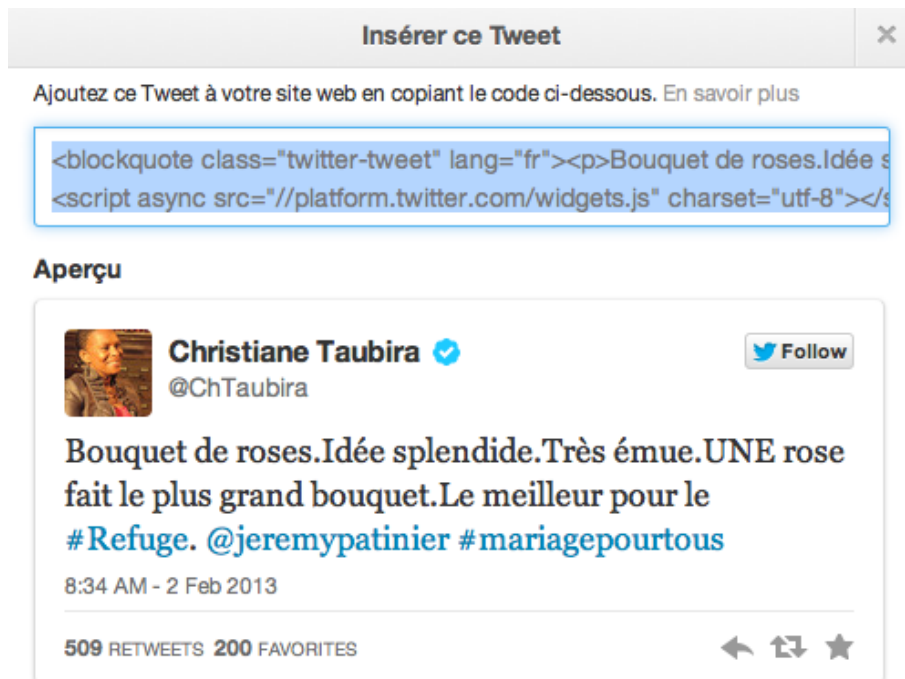 Insérer ce Tweet
Ajoutez ce Tweet à votre site web en copiant le code ci-dessous. En savoir plus
<blockquote class="twitter-tweet" lang="fr"><p>Bouquet de roses.Idée s
<script async src="//platform.twitter.com/widgets.js" charset="utf-8"></s
Aperçu
Christiane Taubira
Follow
@ChTaubira
Bouquet de roses.Idée splendide.Très émue.UNE rose
fait le plus grand bouquet.Le meilleur pour le
#Refuge. @jeremypatinier #mariagepourtous
8:34 AM - 2 Feb 2013
509 RETWEETS 200 FAVORITES